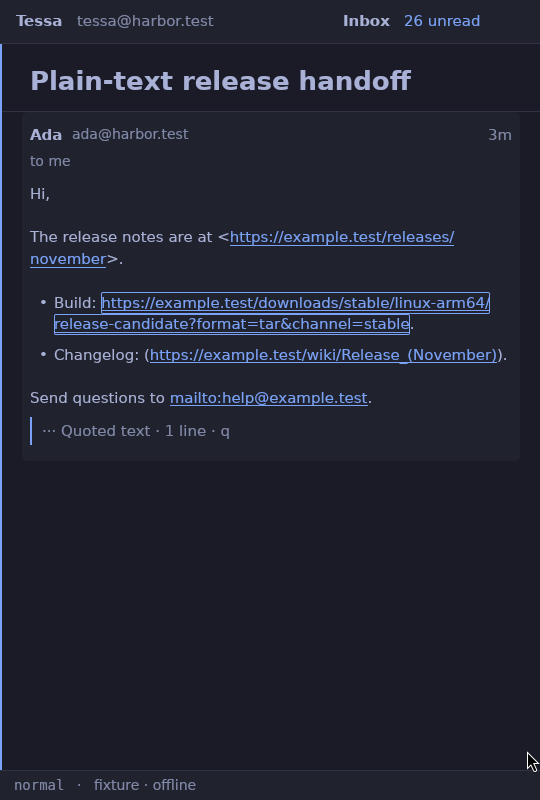 Tessa tessa@harbor.test Inbox 26 unread
Plain-text release handoff
Ada ada@harbor.test 3m
to me
Hi,
The release notes are at <https://example.test/releases/
november>.
• Build: https://example.test/downloads/stable/linux-arm64/
release-candidate?format=tar&channel=stable.
• Changelog: (https://example.test/wiki/Release_(November)).
Send questions to mailto:help@example.test.
··· Quoted text · 1 line · q
normal · fixture · offline